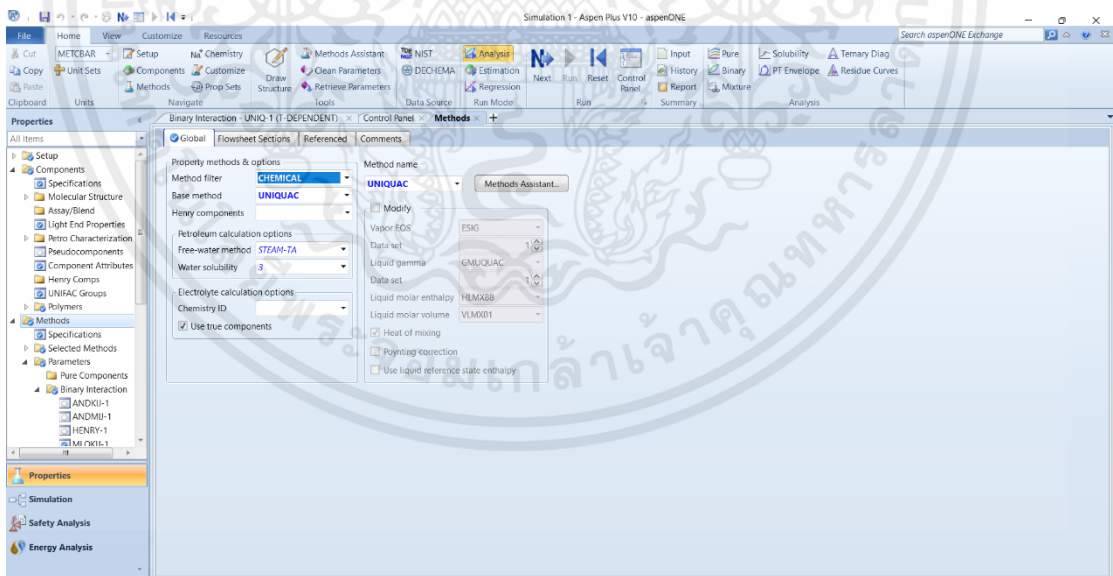 Simulation 1 - Aspen Plus V10 - aspenONE
File Home View Customize Resources Search aspenONE Exchange
Cut METCBAR Setup Chemistry Methods Assistant NIST Analysis Input Pure Solubility Ternary Diag
Copy Unit Sets Components Customize Clean Parameters DECHEMA Estimation History Binary PT Envelope Residue Curves
Paste Methods Prop Sets Draw Structure Retrieve Parameters Regression Next Run Reset Control Panel Report Mixture
Clipboard Units Navigate Tools Data Source Run Mode Run Summary Analysis
Properties Binary Interaction - UNIQ-1 (T-DEPENDENT) Control Panel Methods +
All Items Global Flowsheet Sections Referenced Comments
Setup
Components
Specifications
Molecular Structure
Assay/Blend
Light End Properties
Petro Characterization
Pseudocomponents
Component Attributes
Henry Comps
UNIFAC Groups
Polymers
Methods
Specifications
Selected Methods
Parameters
Pure Components
Binary Interaction
ANDKIJ-1
ANDMIJ-1
HENRY-1
MLQKIJ-1
Properties
Simulation
Safety Analysis
Energy Analysis
Property methods & options
Method filter CHEMICAL
Base method UNIQUAC
Henry components
Petroleum calculation options
Free-water method STEAM-TA
Water solubility 3
Electrolyte calculation options
Chemistry ID
Use true components
Method name
UNIQUAC Methods Assistant...
Modify
Vapor EOS ESIG
Data set 1
Liquid gamma GMUQUAC
Data set 1
Liquid molar enthalpy HLMX88
Liquid molar volume VLMX01
Heat of mixing
Poynting correction
Use liquid reference state enthalpy